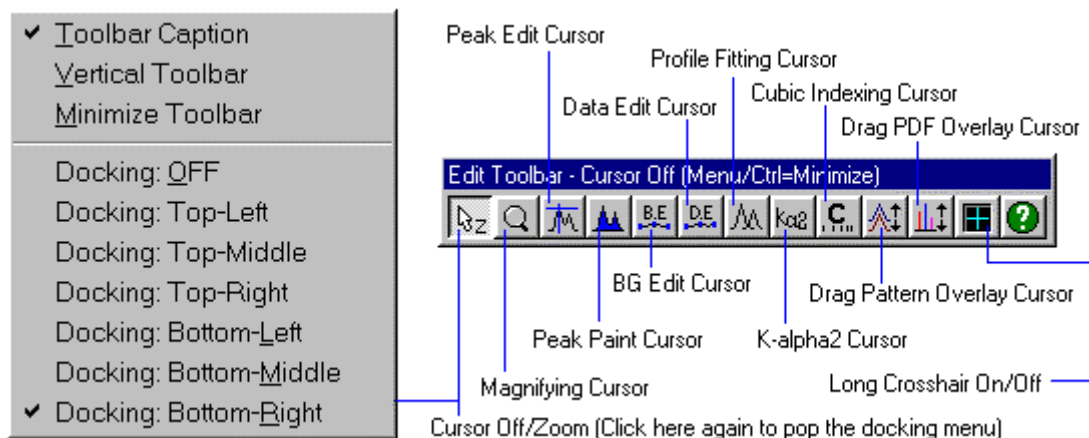 ✔ Toolbar Caption
Vertical Toolbar
Minimize Toolbar
Docking: OFF
Docking: Top-Left
Docking: Top-Middle
Docking: Top-Right
Docking: Bottom-Left
Docking: Bottom-Middle
✔ Docking: Bottom-Right
Peak Edit Cursor
Profile Fitting Cursor
Data Edit Cursor
Cubic Indexing Cursor
Drag PDF Overlay Cursor
Edit Toolbar - Cursor Off (Menu/Ctrl=Minimize)
Z B.E D.E Kα2 C ?
BG Edit Cursor
Drag Pattern Overlay Cursor
Peak Paint Cursor
K-alpha2 Cursor
Magnifying Cursor
Long Crosshair On/Off
Cursor Off/Zoom (Click here again to pop the docking menu)